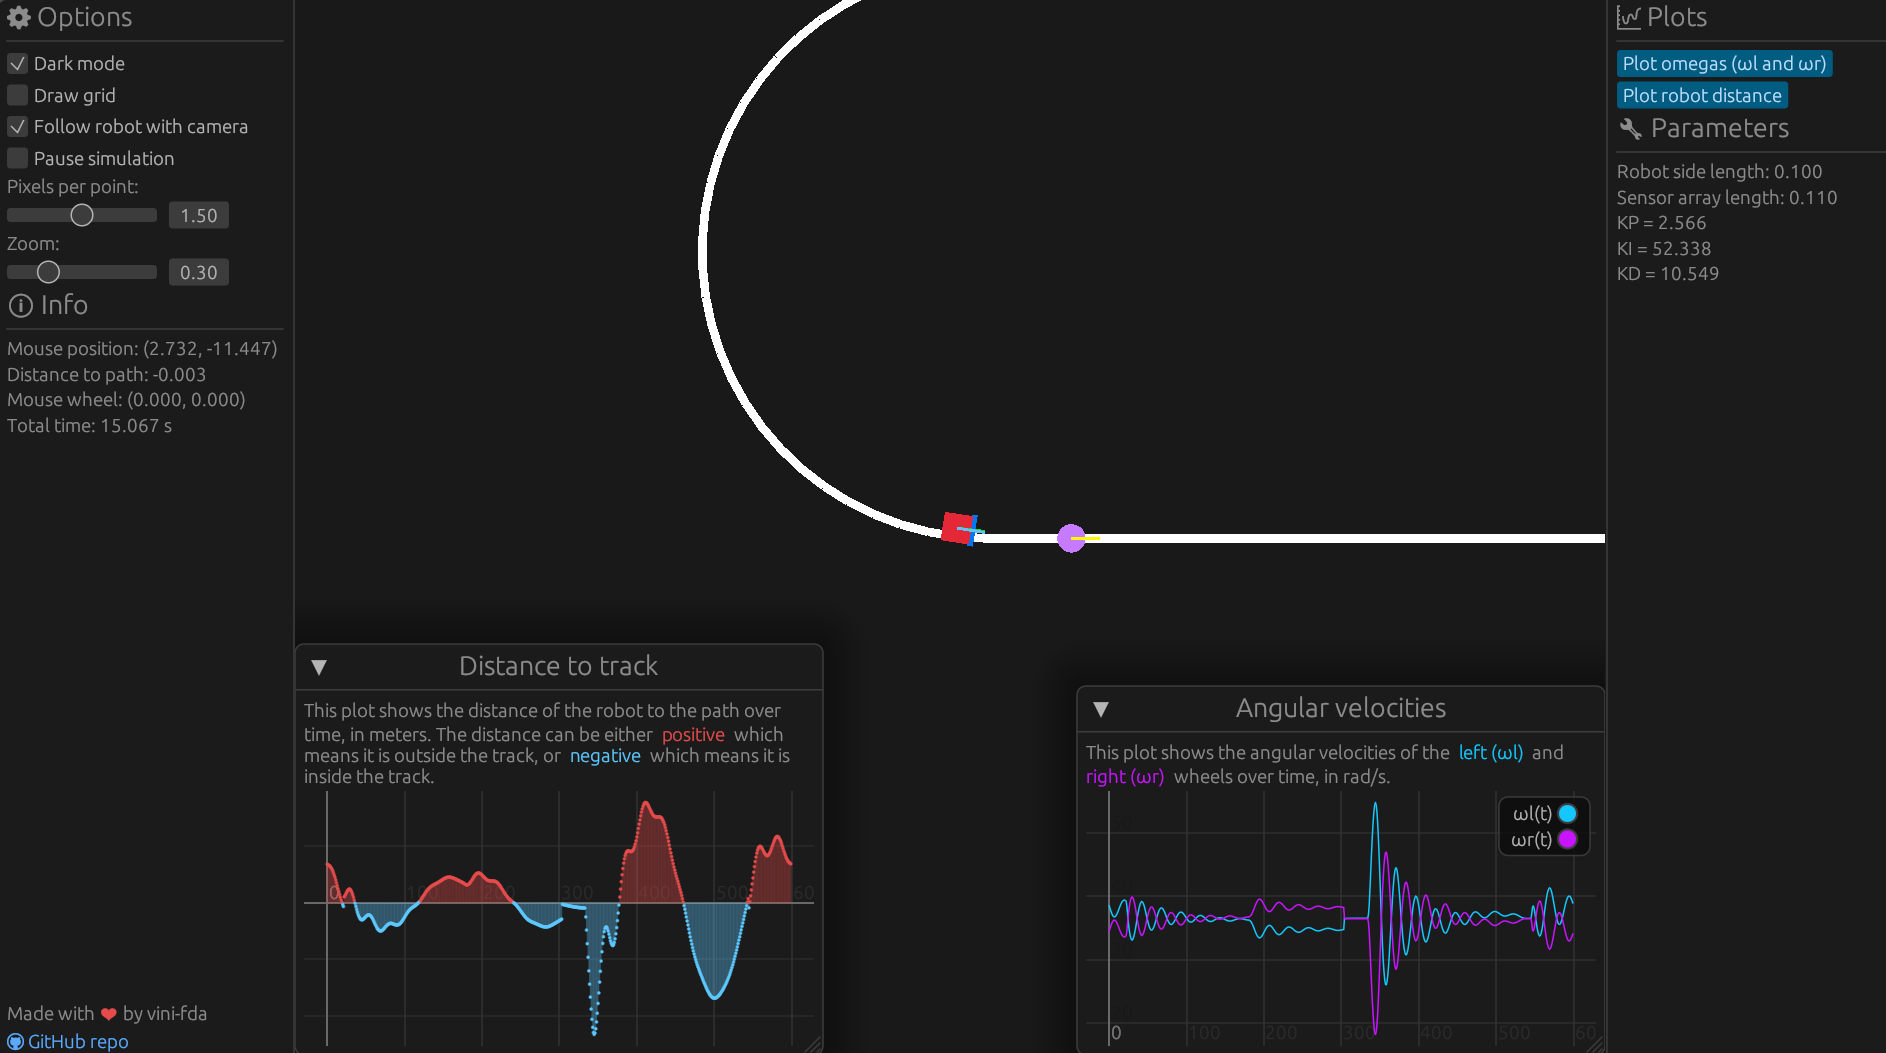 Options
Dark mode
Draw grid
Follow robot with camera
Pause simulation
Pixels per point:
1.50
Zoom:
0.30
Info
Mouse position: (2.732, -11.447)
Distance to path: -0.003
Mouse wheel: (0.000, 0.000)
Total time: 15.067 s
Made with ❤ by vini-fda
GitHub repo
Distance to track
This plot shows the distance of the robot to the path over
time, in meters. The distance can be either positive which
means it is outside the track, or negative which means it is
inside the track.
0 100 200 300 400 500 60
Angular velocities
This plot shows the angular velocities of the left (ωl) and
right (ωr) wheels over time, in rad/s.
ωl(t)
ωr(t)
0 100 200 300 400 500 60
Plots
Plot omegas (ωl and ωr)
Plot robot distance
Parameters
Robot side length: 0.100
Sensor array length: 0.110
KP = 2.566
KI = 52.338
KD = 10.549